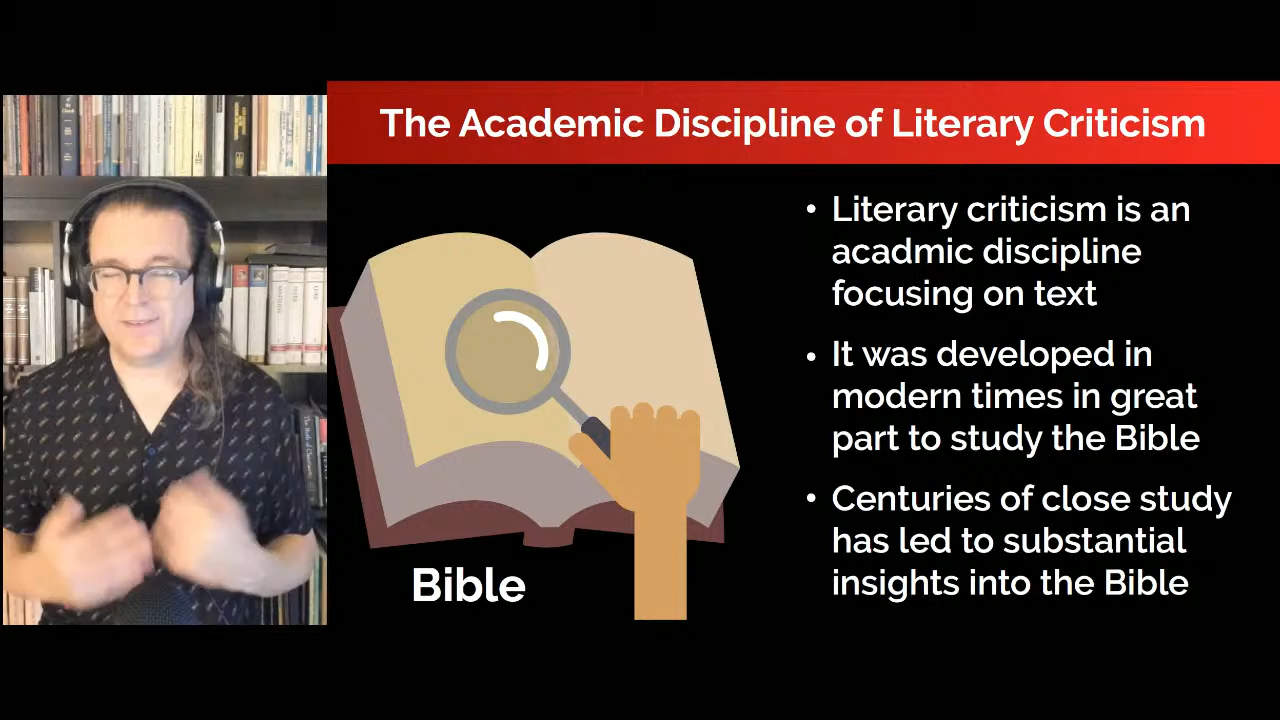 The Academic Discipline of Literary Criticism
• Literary criticism is an
acadmic discipline
focusing on text
• It was developed in
modern times in great
part to study the Bible
• Centuries of close study
has led to substantial
insights into the Bible
Bible